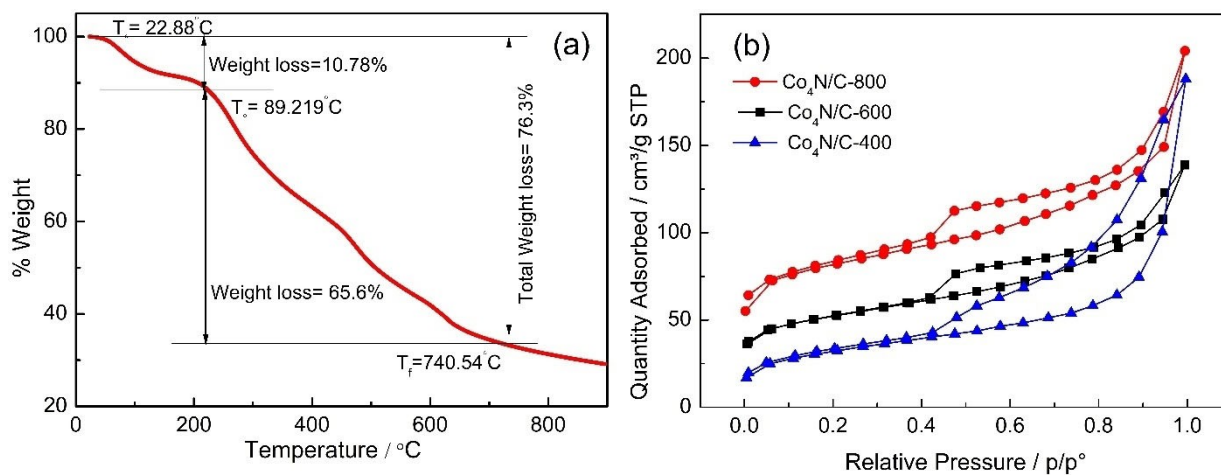 (a)
T = 22.88°C
Weight loss=10.78%
T = 89.219°C
Total Weight loss= 76.3%
Weight loss= 65.6%
T_f=740.54°C
% Weight
100
80
60
40
20
0
200
400
600
800
Temperature / °C
(b)
Co₄N/C-800
Co₄N/C-600
Co₄N/C-400
Quantity Adsorbed / cm³/g STP
200
150
100
50
0
0.0
0.2
0.4
0.6
0.8
1.0
Relative Pressure / p/p°